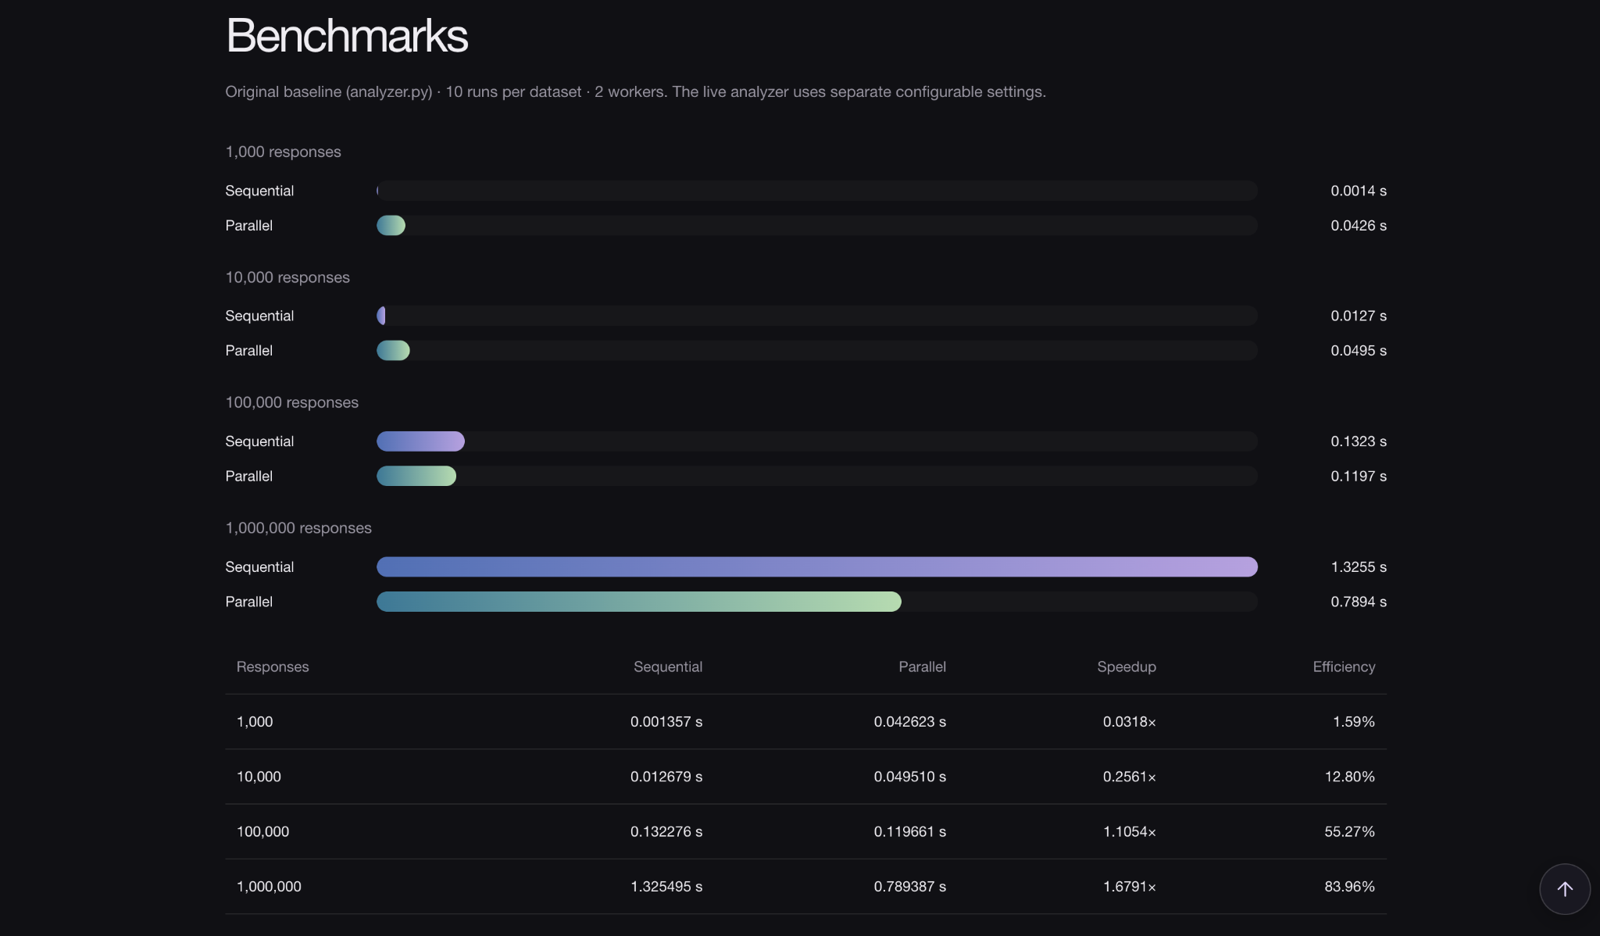 Benchmarks
Original baseline (analyzer.py) · 10 runs per dataset · 2 workers. The live analyzer uses separate configurable settings.
1,000 responses
Sequential 0.0014 s
Parallel 0.0426 s
10,000 responses
Sequential 0.0127 s
Parallel 0.0495 s
100,000 responses
Sequential 0.1323 s
Parallel 0.1197 s
1,000,000 responses
Sequential 1.3255 s
Parallel 0.7894 s
Responses Sequential Parallel Speedup Efficiency
1,000 0.001357 s 0.042623 s 0.0318× 1.59%
10,000 0.012679 s 0.049510 s 0.2561× 12.80%
100,000 0.132276 s 0.119661 s 1.1054× 55.27%
1,000,000 1.325495 s 0.789387 s 1.6791× 83.96%